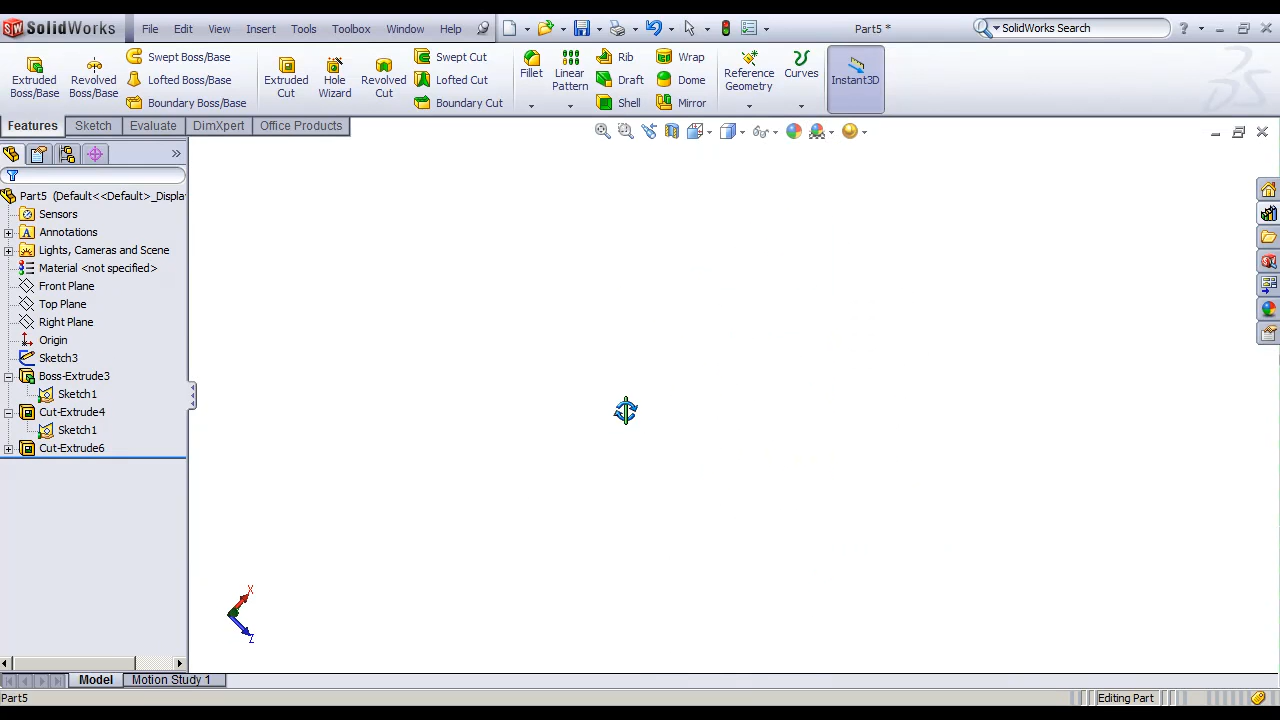 SolidWorks File Edit View Insert Tools Toolbox Window Help Part5 * SolidWorks Search ?
Extruded Boss/Base Revolved Boss/Base Swept Boss/Base Lofted Boss/Base Boundary Boss/Base Extruded Cut Hole Wizard Revolved Cut Swept Cut Lofted Cut Boundary Cut Fillet Linear Pattern Rib Draft Shell Wrap Dome Mirror Reference Geometry Curves Instant3D
Features Sketch Evaluate DimXpert Office Products
Part5 (Default<<Default>_Displa
Sensors
Annotations
Lights, Cameras and Scene
Material <not specified>
Front Plane
Top Plane
Right Plane
Origin
Sketch3
Boss-Extrude3
Sketch1
Cut-Extrude4
Sketch1
Cut-Extrude6
X
Z
Model Motion Study 1
Part5 Editing Part